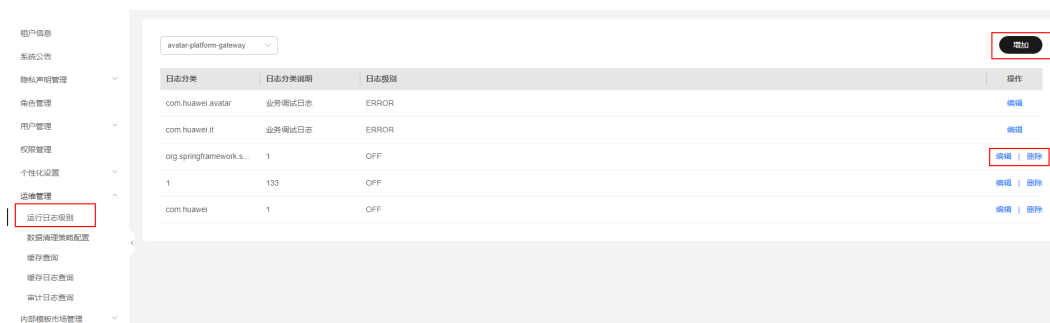 租户信息
系统公告
隐私声明管理
角色管理
用户管理
权限管理
个性化设置
运维管理
运行日志级别
数据清理策略配置
缓存查询
缓存日志查询
审计日志查询
内部模板市场管理
avatar-platform-gateway
增加
日志分类 日志分类说明 日志级别 操作
com.huawei.avatar 业务调试日志 ERROR 编辑
com.huawei.it 业务调试日志 ERROR 编辑
org.springframework.s... 1 OFF 编辑 | 删除
1 133 OFF 编辑 | 删除
com.huawei 1 OFF 编辑 | 删除